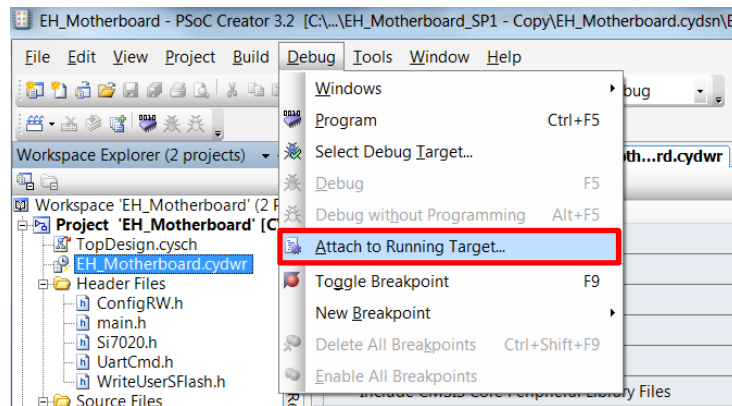 EH_Motherboard - PSoC Creator 3.2 [C:\...\EH_Motherboard_SP1 - Copy\EH_Motherboard.cydsn\E
File Edit View Project Build Debug Tools Window Help
Windows
bug
Program Ctrl+F5
Workspace Explorer (2 projects)
Select Debug Target...
oth...rd.cydwr
Debug F5
Workspace 'EH_Motherboard' (2 P
Debug without Programming Alt+F5
Project 'EH_Motherboard' [C
TopDesign.cysch
Attach to Running Target...
EH_Motherboard.cydwr
Header Files
Toggle Breakpoint F9
ConfigRW.h
New Breakpoint
main.h
Si7020.h
Delete All Breakpoints Ctrl+Shift+F9
UartCmd.h
Enable All Breakpoints
WriteUserSFlash.h
Include CMSIS Core Peripheral Library Files
Source Files